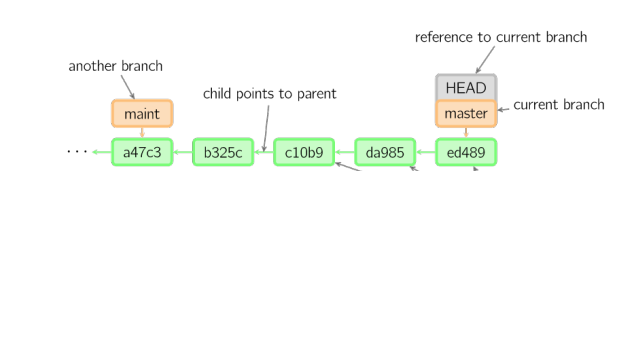 reference to current branch
another branch
HEAD
child points to parent
maint
master
current branch
...
a47c3
b325c
c10b9
da985
ed489